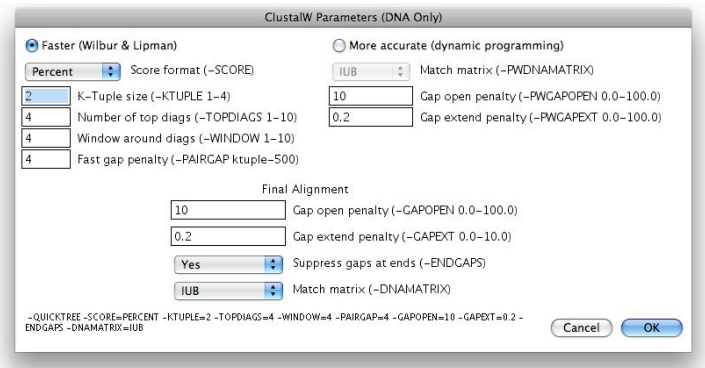 ClustalW Parameters (DNA Only)
Faster (Wilbur & Lipman)
More accurate (dynamic programming)
Percent Score format (-SCORE)
IUB Match matrix (-PWDNAMATRIX)
2 K-Tuple size (-KTUPLE 1-4)
10 Gap open penalty (-PWGAPOPEN 0.0-100.0)
4 Number of top diags (-TOPDIAGS 1-10)
0.2 Gap extend penalty (-PWGAPEXT 0.0-100.0)
4 Window around diags (-WINDOW 1-10)
4 Fast gap penalty (-PAIRGAP ktuple-500)
Final Alignment
10 Gap open penalty (-GAPOPEN 0.0-100.0)
0.2 Gap extend penalty (-GAPEXT 0.0-10.0)
Yes Suppress gaps at ends (-ENDGAPS)
IUB Match matrix (-DNAMATRIX)
-QUICKTREE -SCORE=PERCENT -KTUPLE=2 -TOPDIAGS=4 -WINDOW=4 -PAIRGAP=4 -GAPOPEN=10 -GAPEXT=0.2 -
ENDGAPS -DNAMATRIX=IUB
Cancel
OK